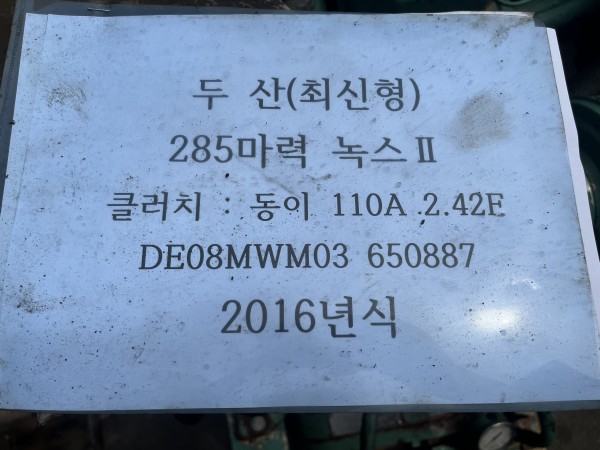 두 산(최신형)
285마력 녹스Ⅱ
클러치 : 동이 110A 2.42E
DE08MWM03 650887
2016년식